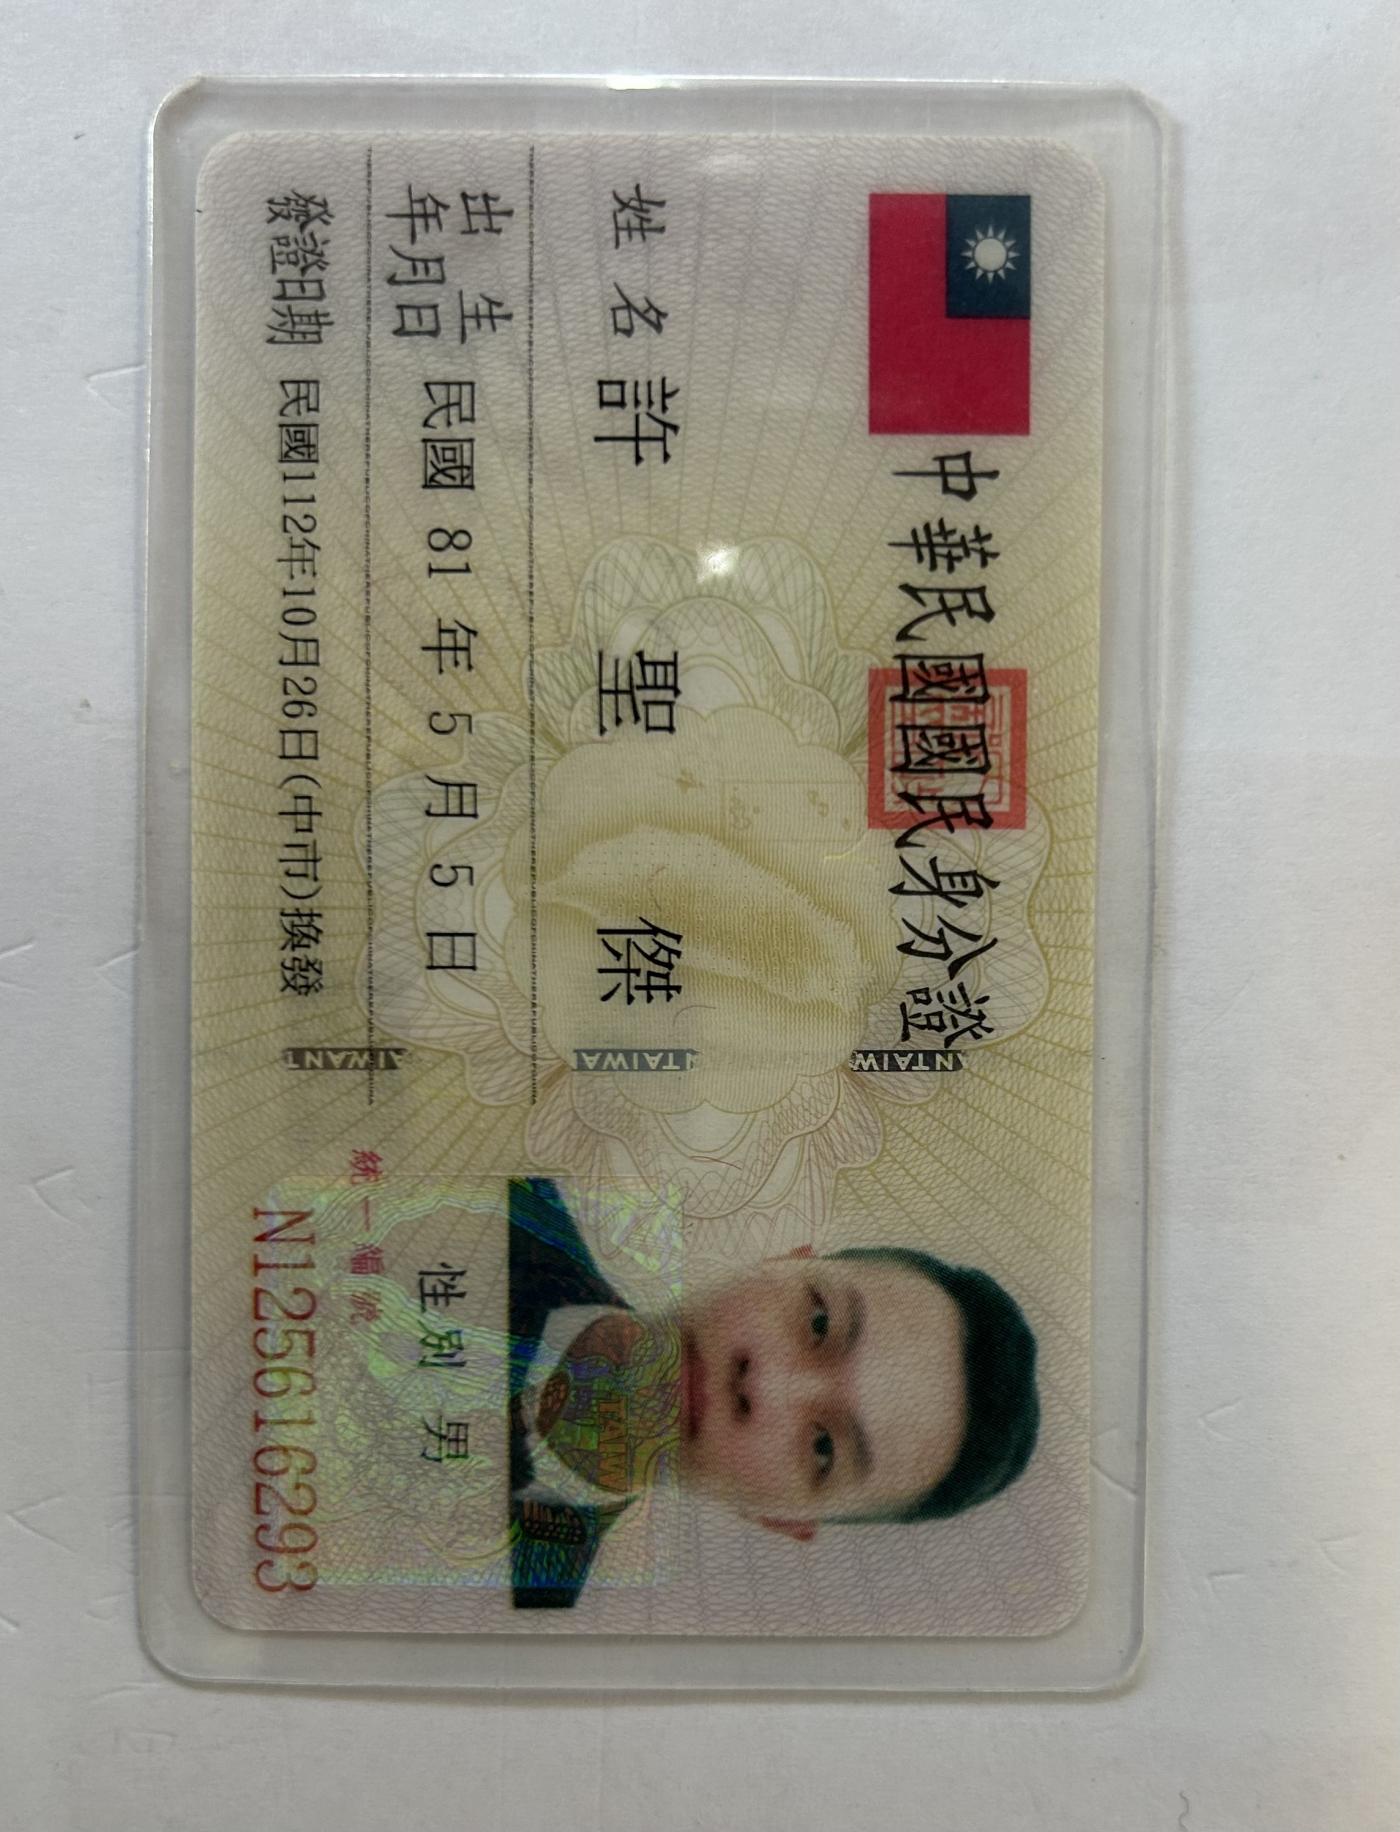 中華民國國民身分證
姓名 許聖傑
出生年月日 民國 81 年 5 月 5 日
性別 男
發證日期 民國112年10月26日(中市)換發
統一編號
N125616293
TAIWAN